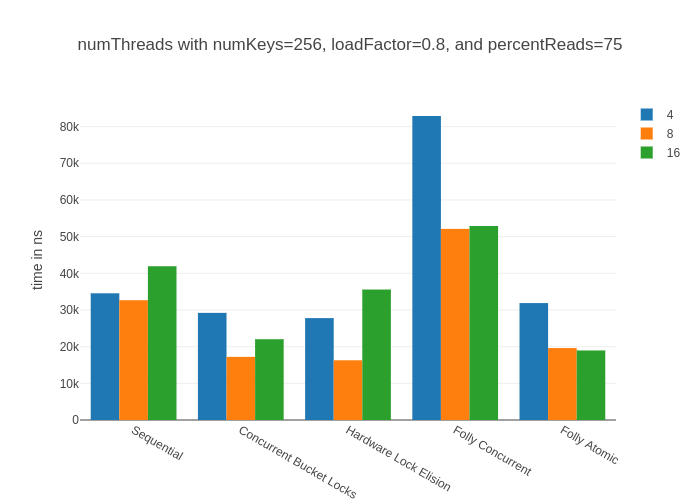 numThreads with numKeys=256, loadFactor=0.8, and percentReads=75
4
8
16
80k
70k
60k
50k
40k
30k
20k
10k
0
time in ns
Sequential
Concurrent Bucket Locks
Hardware Lock Elision
Folly Concurrent
Folly Atomic